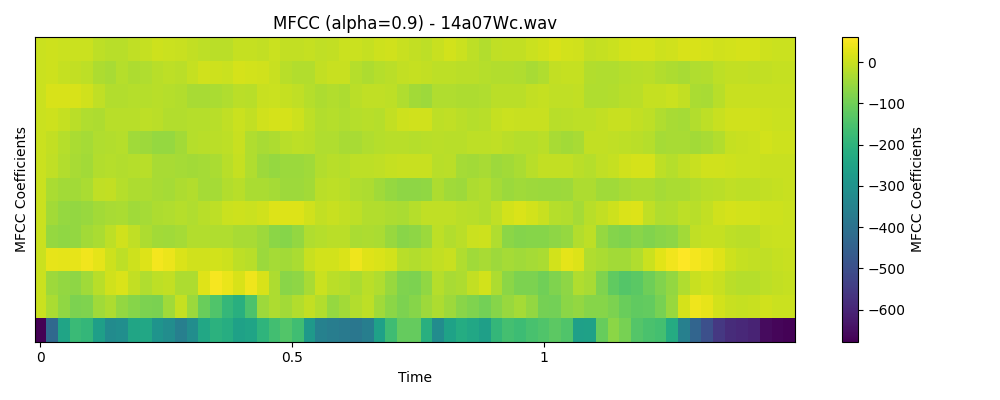 MFCC (alpha=0.9) - 14a07Wc.wav
MFCC Coefficients
0
0.5
1
Time
0
−100
−200
−300
−400
−500
−600
MFCC Coefficients